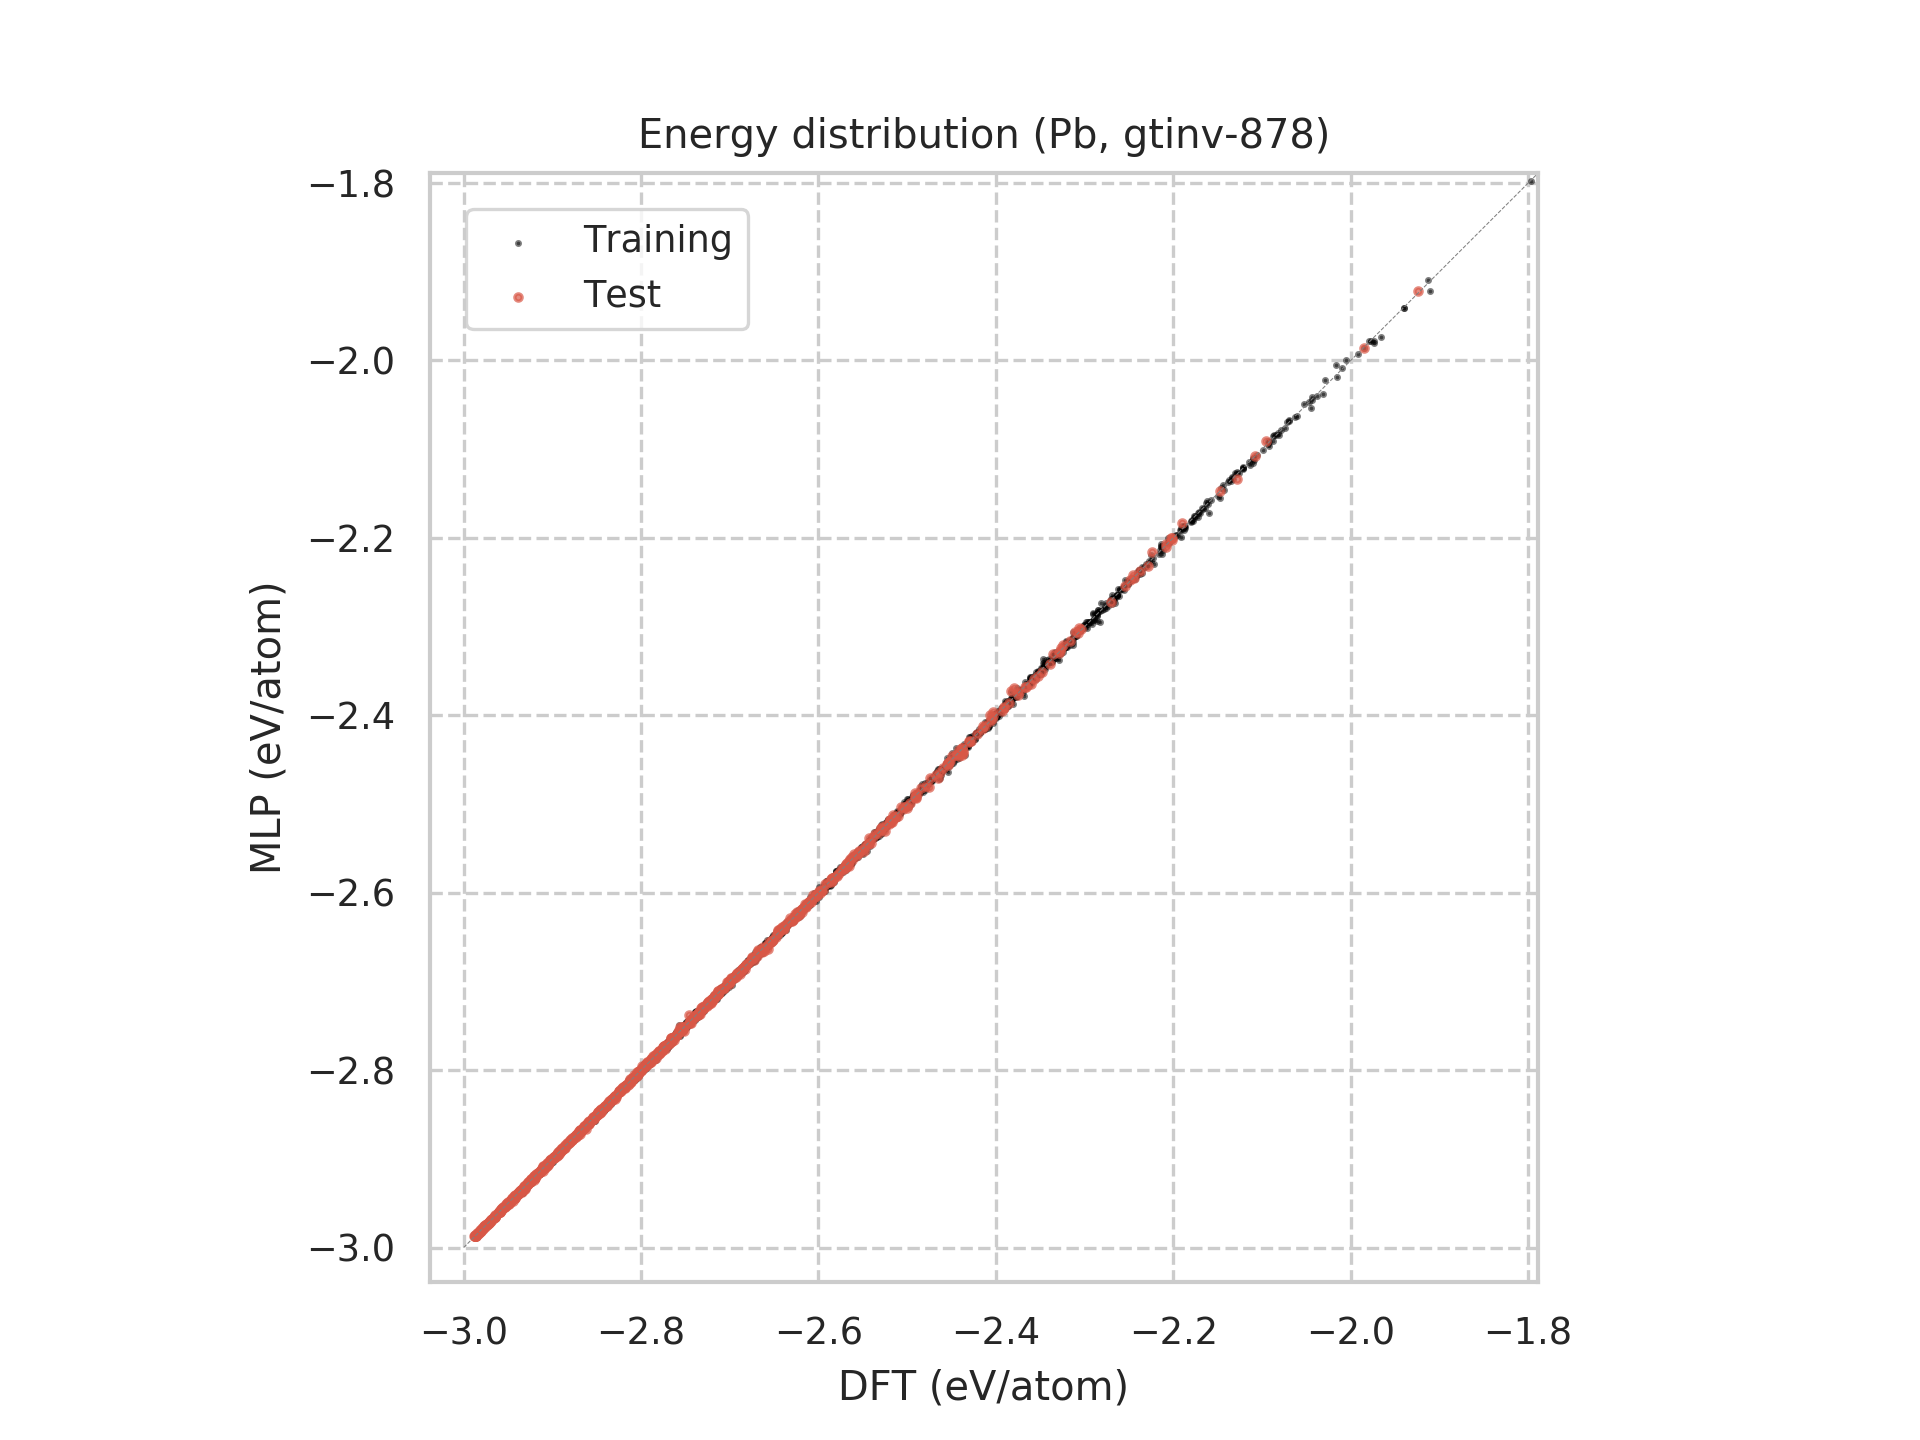 Energy distribution (Pb, gtinv-878)
Training
Test
MLP (eV/atom)
−1.8
−2.0
−2.2
−2.4
−2.6
−2.8
−3.0
−3.0 −2.8 −2.6 −2.4 −2.2 −2.0 −1.8
DFT (eV/atom)